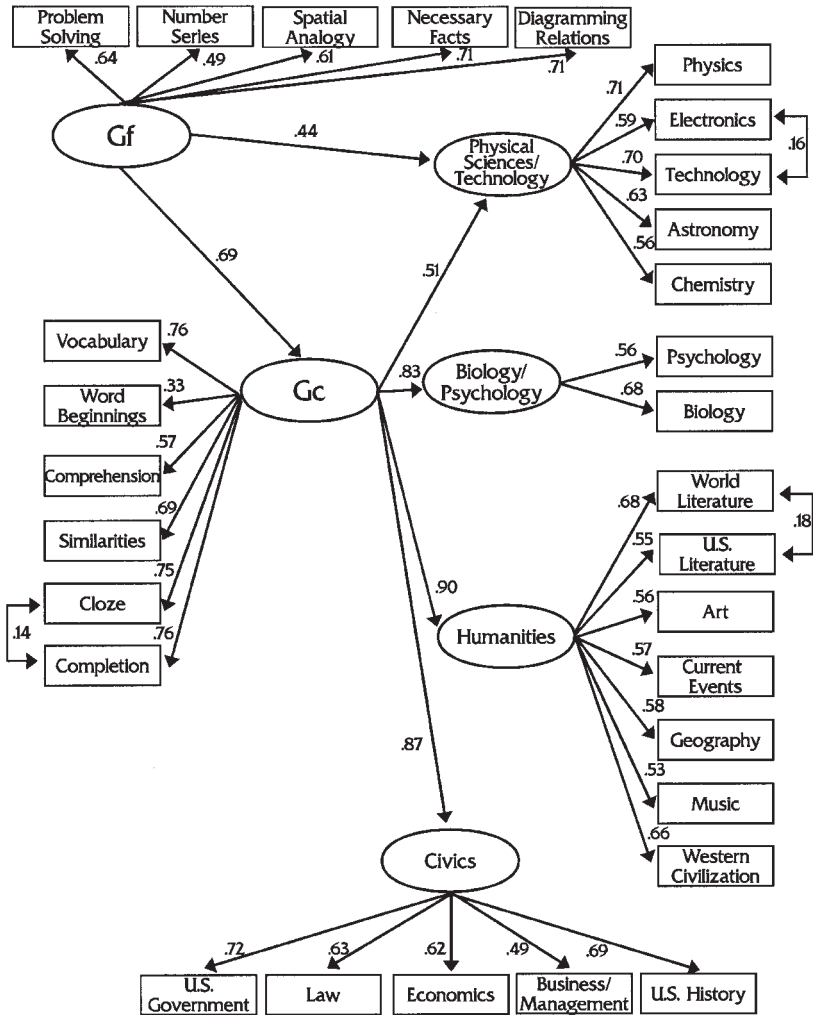 Problem
Solving
Number
Series
Spatial
Analogy
Necessary
Facts
Diagramming
Relations
.64
.49
.61
.71
.71
Gf
.44
Physical
Sciences/
Technology
.71
.59
.70
.63
.56
Physics
Electronics
Technology
Astronomy
Chemistry
.16
.69
.51
Vocabulary
Word
Beginnings
Comprehension
Similarities
Cloze
Completion
.76
.33
.57
.69
.75
.76
.14
Gc
.83
Biology/
Psychology
.56
.68
Psychology
Biology
.90
Humanities
.68
.55
.56
.57
.58
.53
.66
World
Literature
U.S.
Literature
Art
Current
Events
Geography
Music
Western
Civilization
.18
.87
Civics
.72
.63
.62
.49
.69
U.S.
Government
Law
Economics
Business/
Management
U.S. History